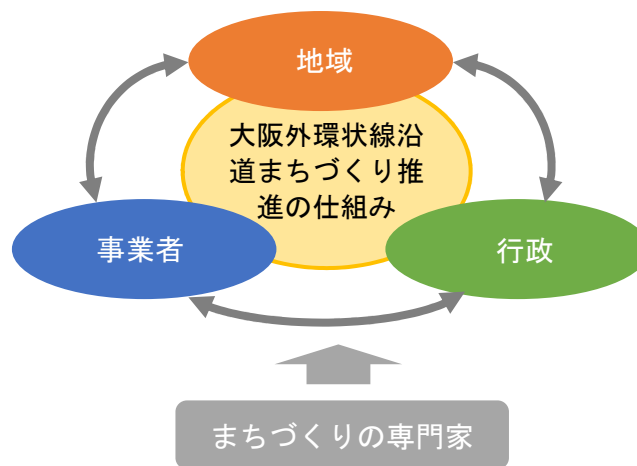 地域
大阪外環状線沿
道まちづくり推
進の仕組み
事業者
行政
まちづくりの専門家